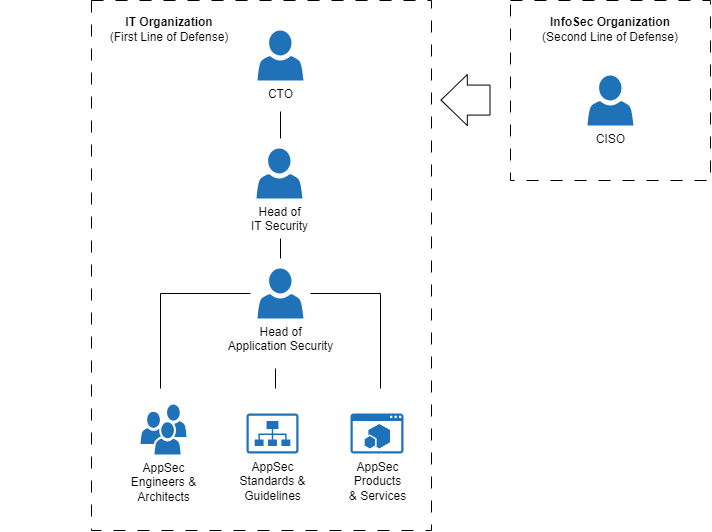 IT Organization
(First Line of Defense)
CTO
Head of
IT Security
Head of
Application Security
AppSec
Engineers &
Architects
AppSec
Standards &
Guidelines
AppSec
Products
& Services
InfoSec Organization
(Second Line of Defense)
CISO